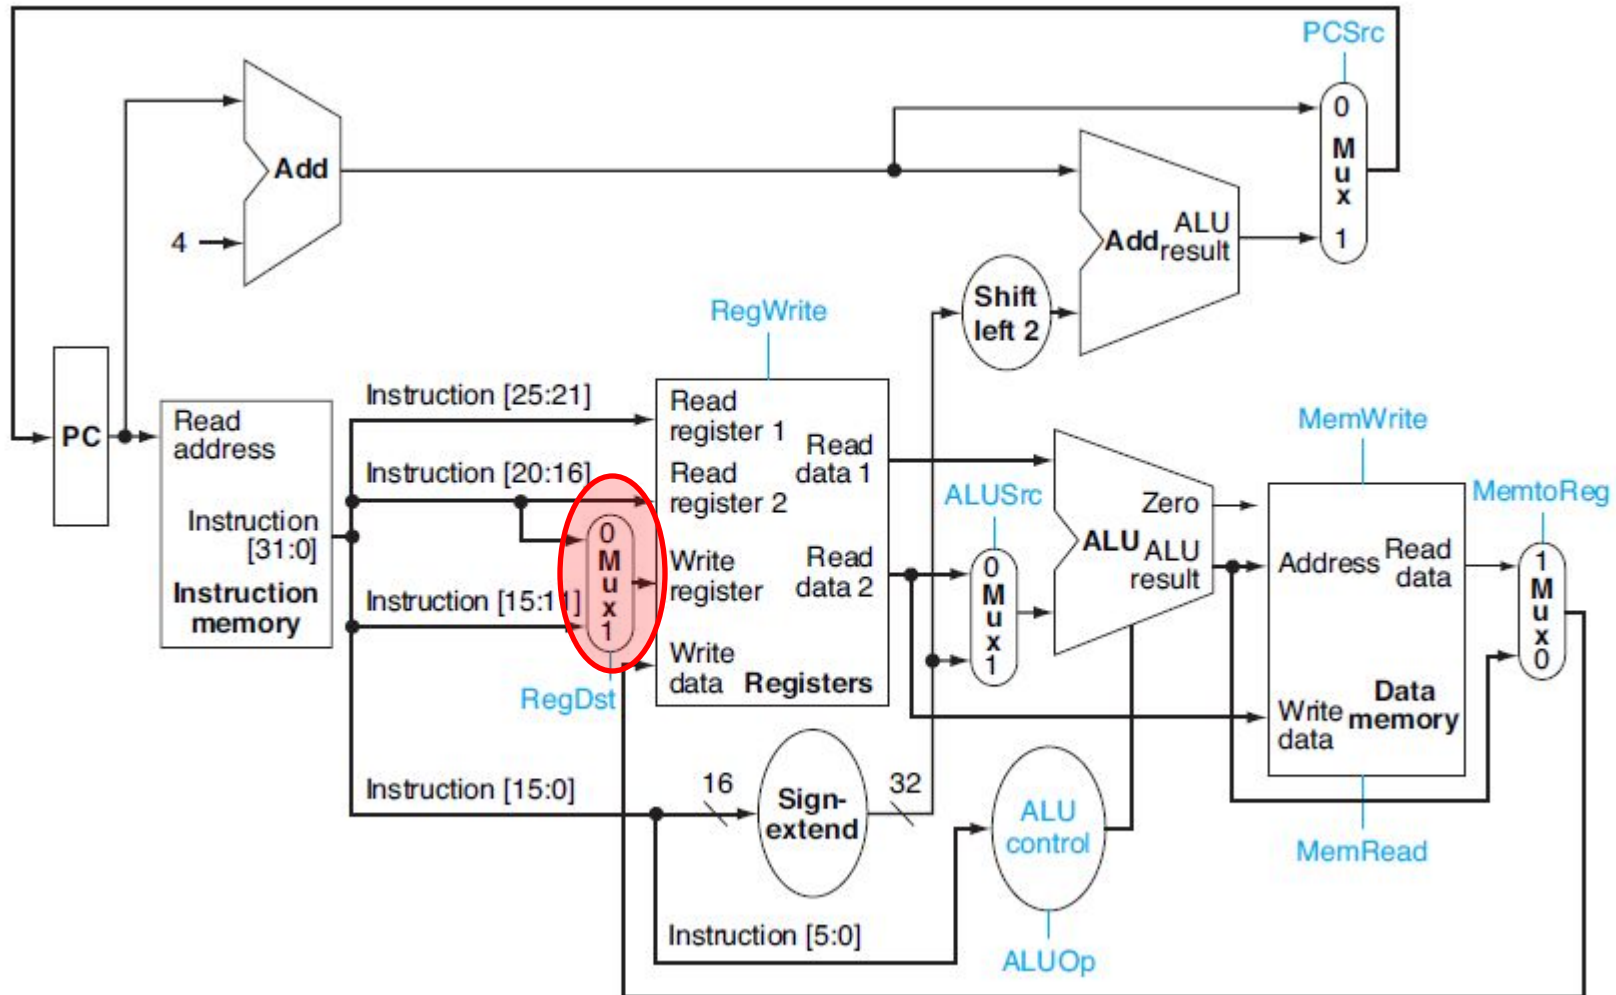 PCSrc
0
M
u
x
1
Add
4
Add
ALU
result
Shift
left 2
RegWrite
PC
Read
address
Instruction
[31:0]
Instruction
memory
Instruction [25:21]
Instruction [20:16]
Instruction [15:11]
Instruction [15:0]
0
M
u
x
1
RegDst
Read
register 1
Read
register 2
Write
register
Write
data
Read
data 1
Read
data 2
Registers
ALUSrc
0
M
u
x
1
Zero
ALU
ALU
result
MemWrite
Address
Read
data
Write
data
Data
memory
MemRead
MemtoReg
1
M
u
x
0
16
Sign-
extend
32
ALU
control
Instruction [5:0]
ALUOp